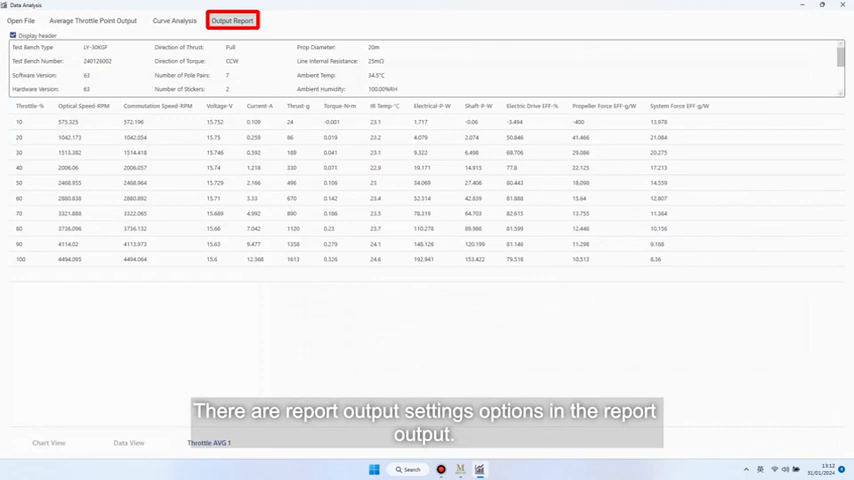 Data Analysis
Open File Average Throttle Point Output Curve Analysis Output Report
Display header
Test Bench Type LY-30KGF Direction of Thrust: Pull Prop Diameter: 20m
Test Bench Number: 240126002 Direction of Torque: CCW Line Internal Resistance: 25mΩ
Software Version: 63 Number of Pole Pairs: 7 Ambient Temp: 34.5°C
Hardware Version: 63 Number of Stickers: 2 Ambient Humidity: 100.00%RH
Throttle-% Optical Speed-RPM Commutation Speed-RPM Voltage-V Current-A Thrust-g Torque-N·m IR Temp-°C Electrical-P-W Shaft-P-W Electric Drive EFF-% Propeller Force EFF-g/W System Force EFF-g/W
10 575.325 572.196 15.752 0.109 24 -0.001 23.1 1.717 -0.06 -3.494 -400 13.978
20 1042.173 1042.054 15.75 0.259 86 0.019 23.2 4.079 2.074 50.846 41.466 21.084
30 1513.382 1514.418 15.746 0.592 189 0.041 23.1 9.322 6.498 69.706 29.086 20.275
40 2006.06 2006.057 15.74 1.218 330 0.071 22.9 19.171 14.915 77.8 22.125 17.213
50 2468.955 2468.964 15.729 2.166 496 0.106 23 34.069 27.406 80.443 18.098 14.559
60 2880.838 2880.892 15.71 3.33 670 0.142 23.4 52.314 42.839 81.888 15.64 12.807
70 3321.888 3322.065 15.689 4.992 890 0.186 23.5 78.319 64.703 82.615 13.755 11.364
80 3736.136 3736.132 15.66 7.042 1120 0.23 23.7 110.278 89.986 81.599 12.446 10.156
90 4114.02 4113.973 15.63 9.477 1358 0.279 24.1 148.126 120.199 81.146 11.298 9.168
100 4494.095 4494.064 15.6 12.368 1613 0.326 24.6 192.941 153.422 79.518 10.513 8.36
There are report output settings options in the report
output.
Chart View Data View Throttle AVG 1
Search 英 13:12
31/01/2024